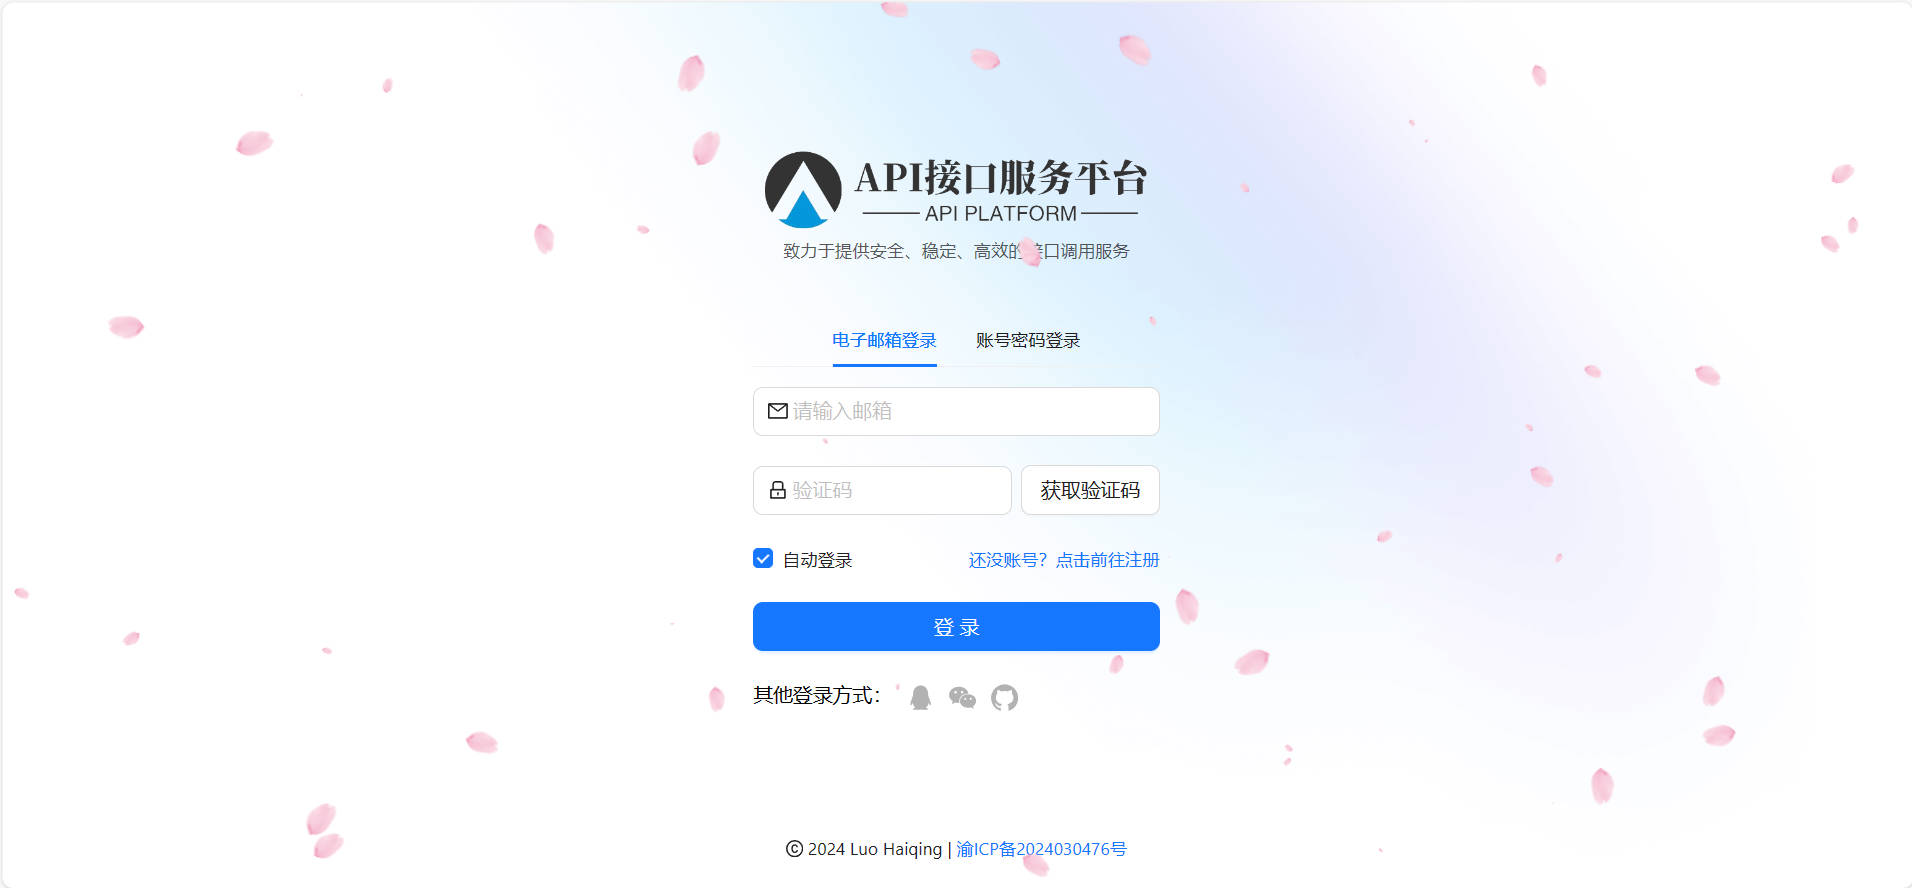 API接口服务平台
API PLATFORM
致力于提供安全、稳定、高效的接口调用服务
电子邮箱登录 账号密码登录
请输入邮箱
验证码 获取验证码
自动登录 还没账号？点击前往注册
登 录
其他登录方式：
© 2024 Luo Haiqing | 渝ICP备2024030476号